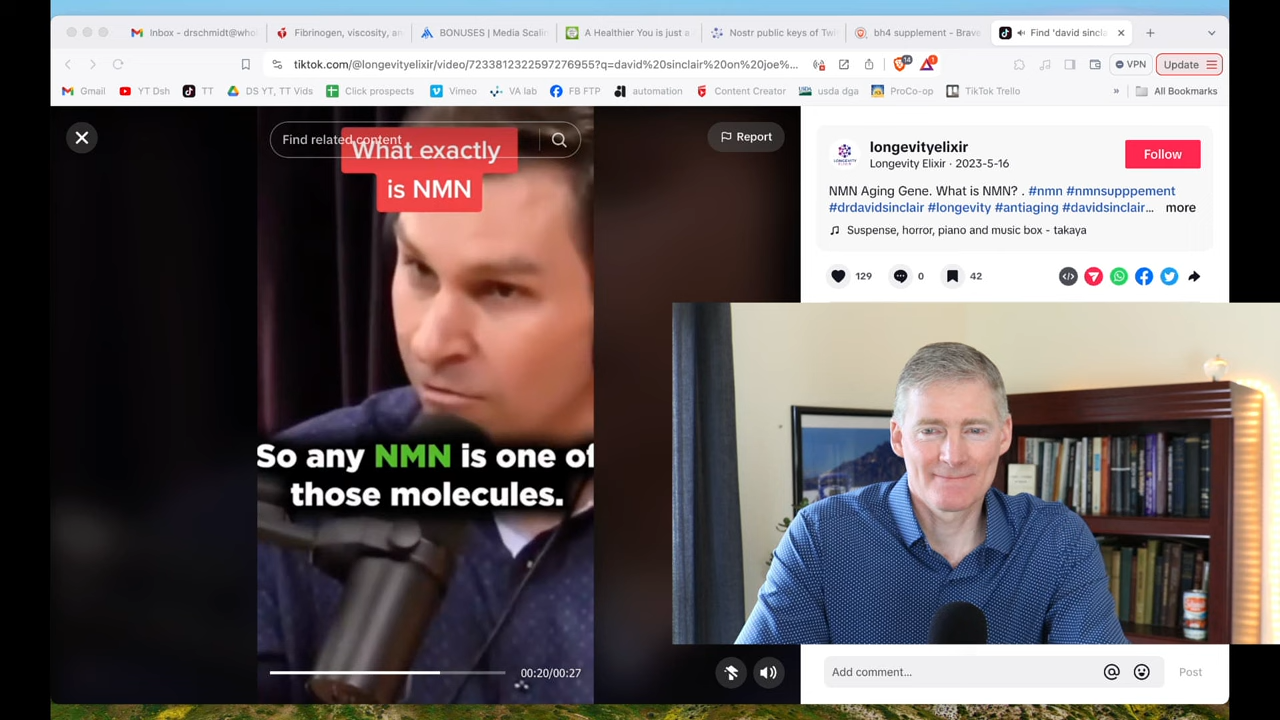 Inbox - drschmidt@who
Fibrinogen, viscosity, an
BONUSES | Media Scalin
A Healthier You is just a
Nostr public keys of Tw
bh4 supplement - Brave
Find 'david sincla
tiktok.com/@longevityelixir/video/7233812322597276955?q=david%20sinclair%20on%20joe%...
14
1
VPN
Update
Gmail
YT Dsh
TT
DS YT, TT Vids
Click prospects
Vimeo
VA lab
FB FTP
automation
Content Creator
usda dga
ProCo-op
TikTok Trello
»
All Bookmarks
Find related content
Report
What exactly
is NMN
So any NMN is one of
those molecules.
00:20/00:27
longevityelixir
Longevity Elixir · 2023-5-16
Follow
NMN Aging Gene. What is NMN? . #nmn #nmnsupppement
#drdavidsinclair #longevity #antiaging #davidsinclair... more
Suspense, horror, piano and music box - takaya
129
0
42
Add comment...
Post